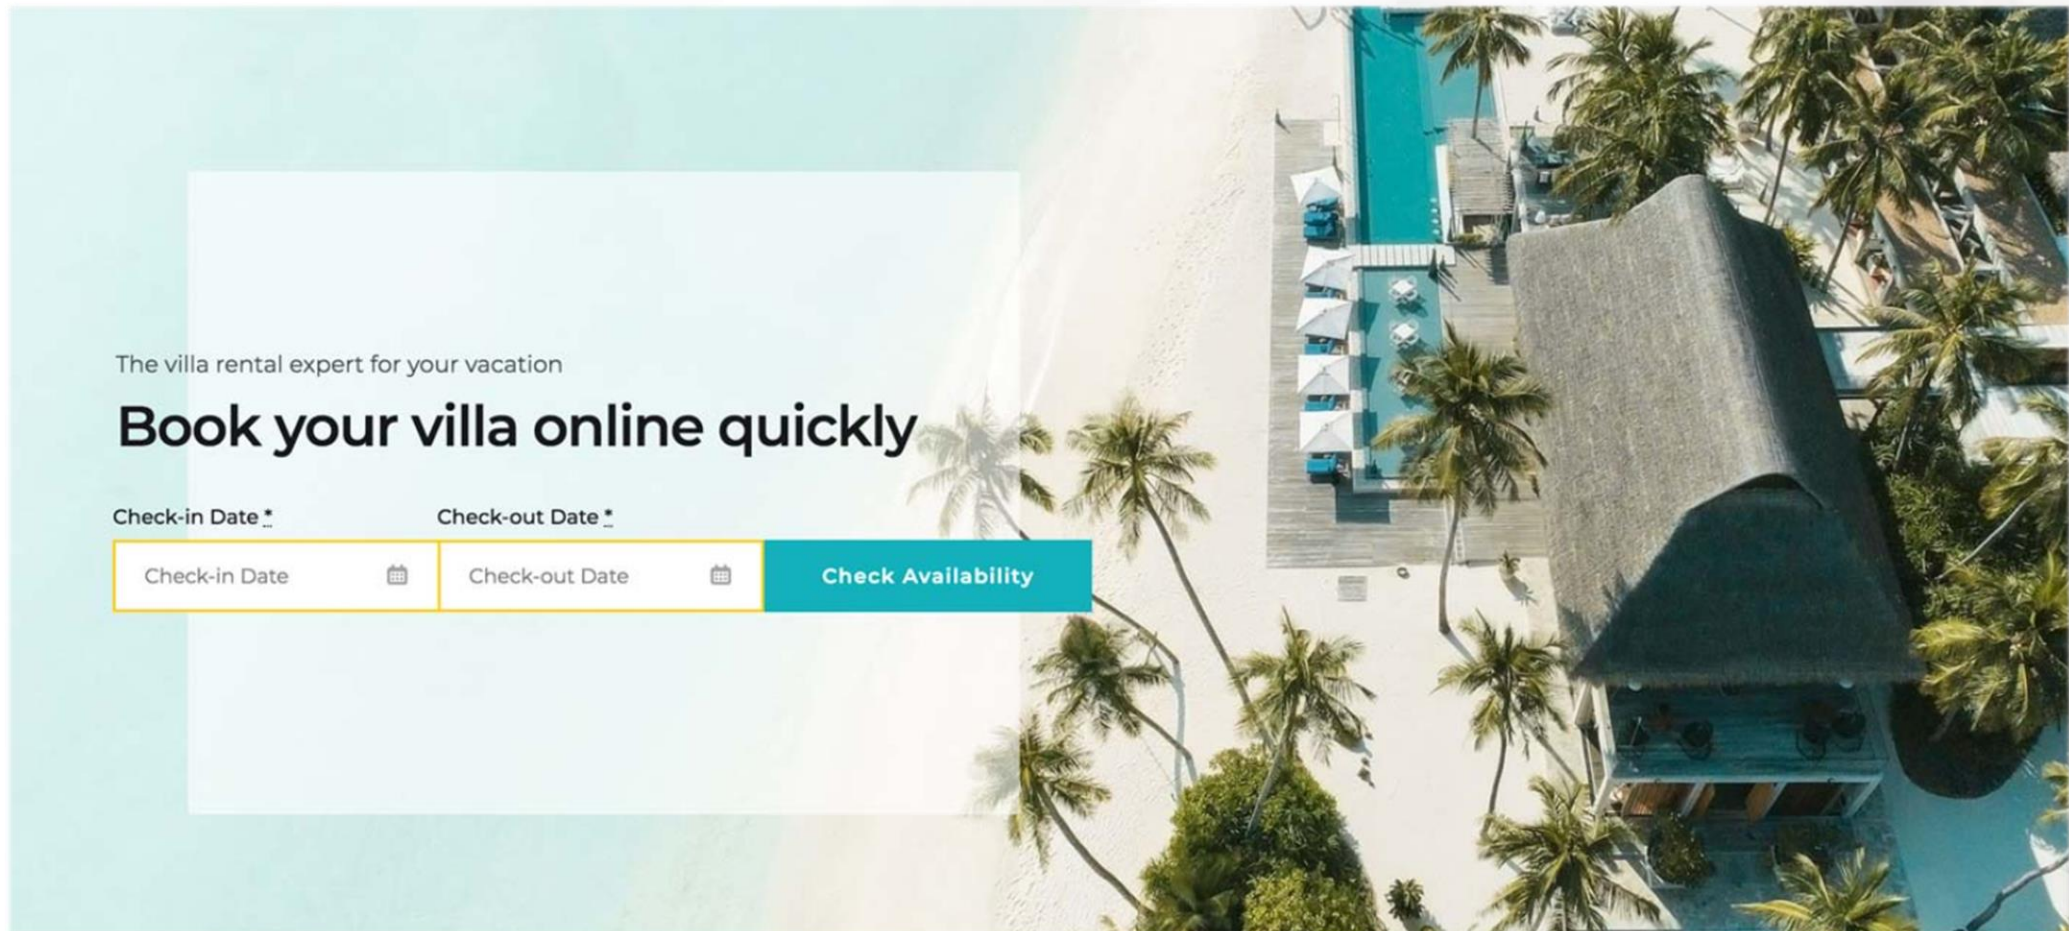 The villa rental expert for your vacation
Book your villa online quickly
Check-in Date * Check-out Date *
Check-in Date Check-out Date Check Availability